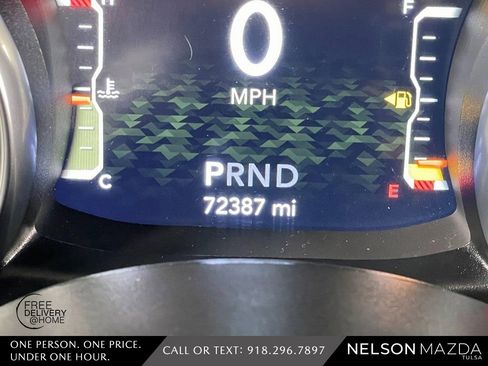 H
F
0
MPH
C
PRND
E
72387 mi
FREE
DELIVERY
@HOME
ONE PERSON. ONE PRICE.
UNDER ONE HOUR.
CALL OR TEXT: 918.296.7897
NELSON MAZDA
TULSA